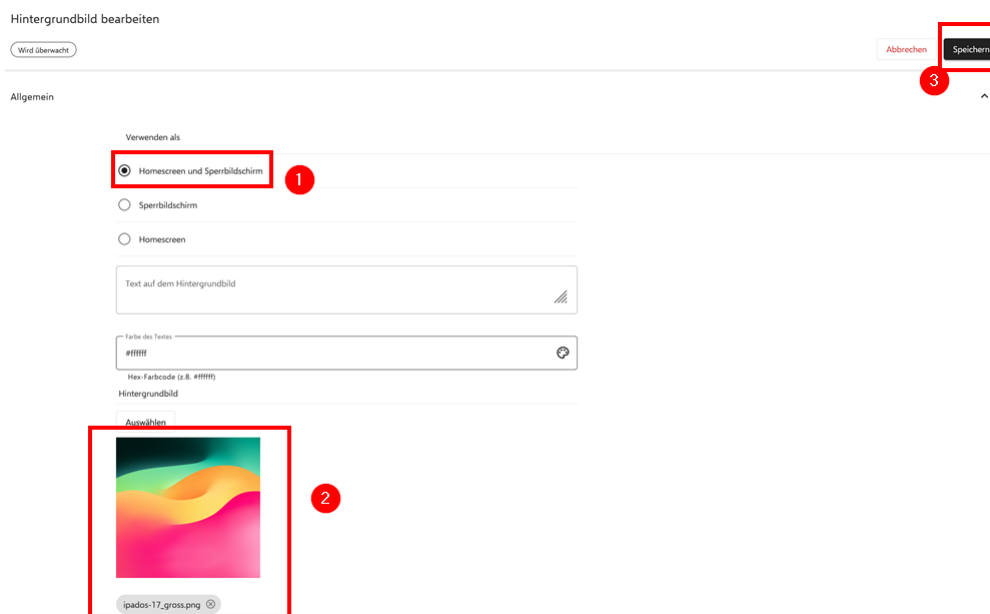 Hintergrundbild bearbeiten
Wird überwacht
Abbrechen
Speichern
3
Allgemein
Verwenden als
Homescreen und Sperrbildschirm
1
Sperrbildschirm
Homescreen
Text auf dem Hintergrundbild
Farbe des Textes
#ffffff
Hex-Farbcode (z.B. #ffffff)
Hintergrundbild
Auswählen
2
ipados-17_gross.png